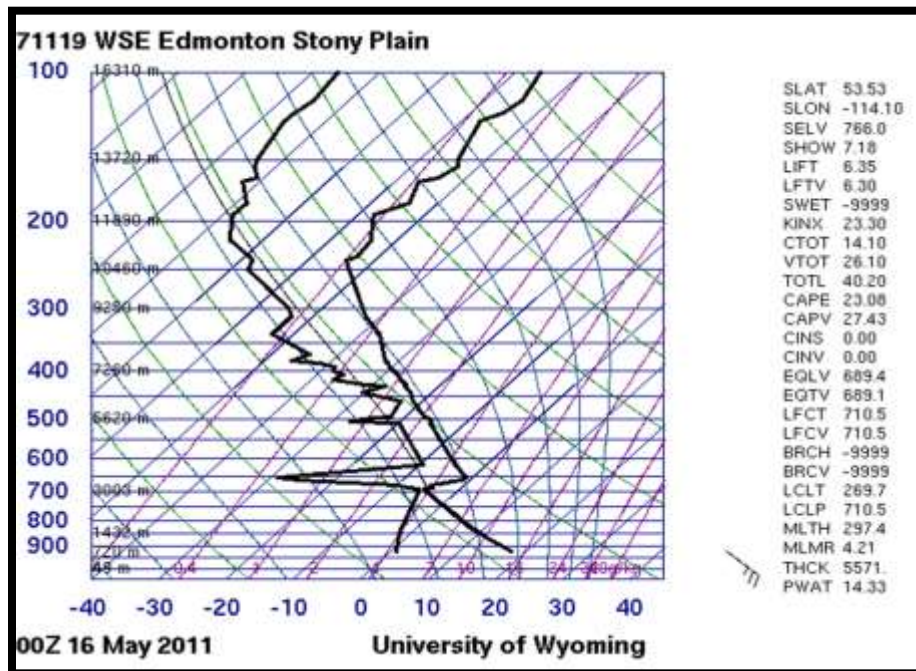 71119 WSE Edmonton Stony Plain
100
16310 m
13720 m
200
11890 m
10460 m
300
9290 m
400
7280 m
500
5620 m
600
700
3003 m
800
1432 m
900
720 m
0.4
1
2
4
7
10
-40 -30 -20 -10 0 10 20 30 40
00Z 16 May 2011
University of Wyoming
SLAT 53.53
SLON -114.10
SELV 766.0
SHOW 7.18
LIFT 6.35
LFTV 6.30
SWET -9999
KINX 23.30
CTOT 14.10
VTOT 26.10
TOTL 40.20
CAPE 23.08
CAPV 27.43
CINS 0.00
CINV 0.00
EQLV 689.4
EQTV 689.1
LFCT 710.5
LFCV 710.5
BRCH -9999
BRCV -9999
LCLT 269.7
LCLP 710.5
MLTH 297.4
MLMR 4.21
THCK 5571.
PWAT 14.33